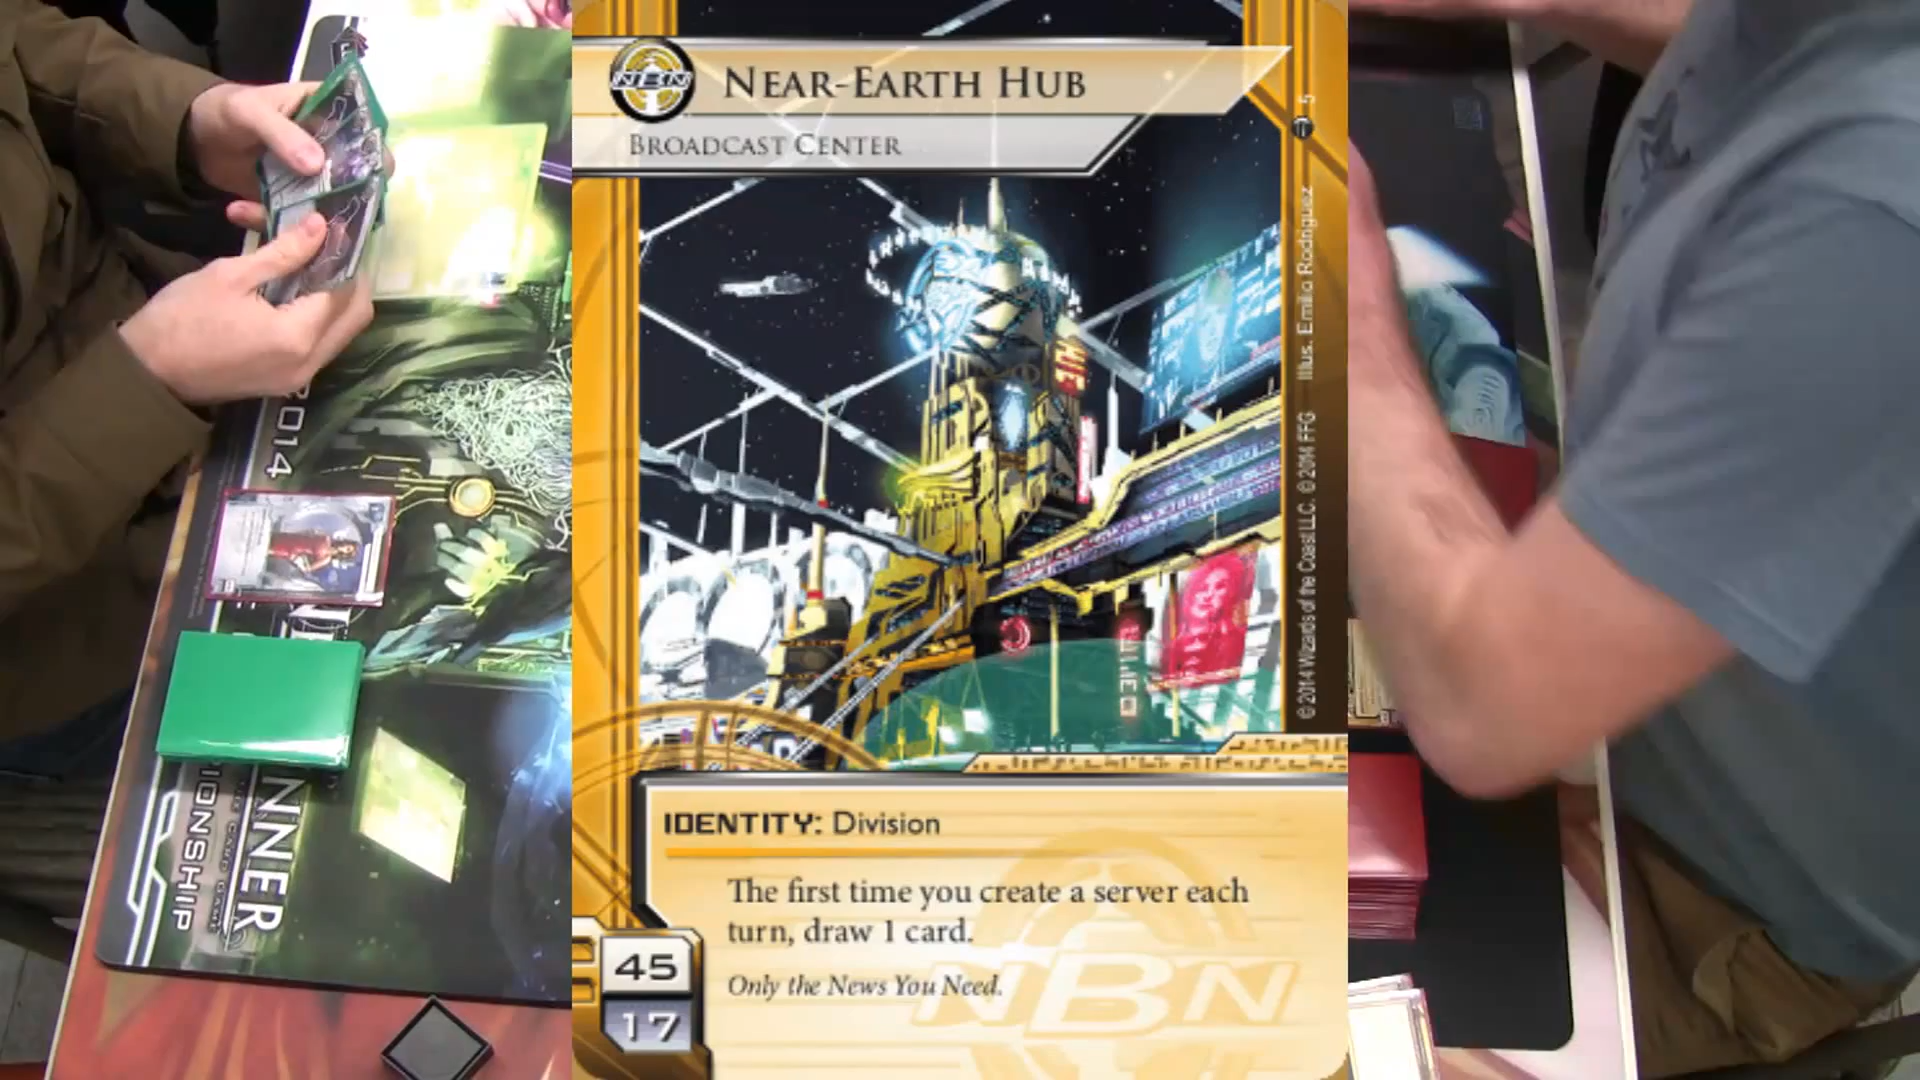 NBN
NEAR-EARTH HUB
BROADCAST CENTER
5
Illus. Emilio Rodriguez
© 2014 Wizards of the Coast LLC. © 2014 FFG
IDENTITY: Division
The first time you create a server each
turn, draw 1 card.
Only the News You Need.
NBN
45
17
2014
NNER
CARD GAME
IONSHIP